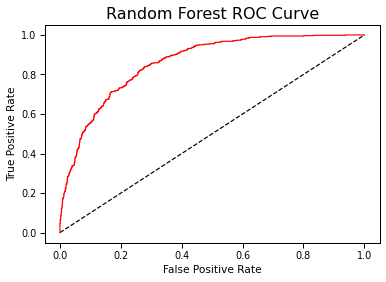 Random Forest ROC Curve
1.0
0.8
0.6
0.4
0.2
0.0
True Positive Rate
0.0 0.2 0.4 0.6 0.8 1.0
False Positive Rate